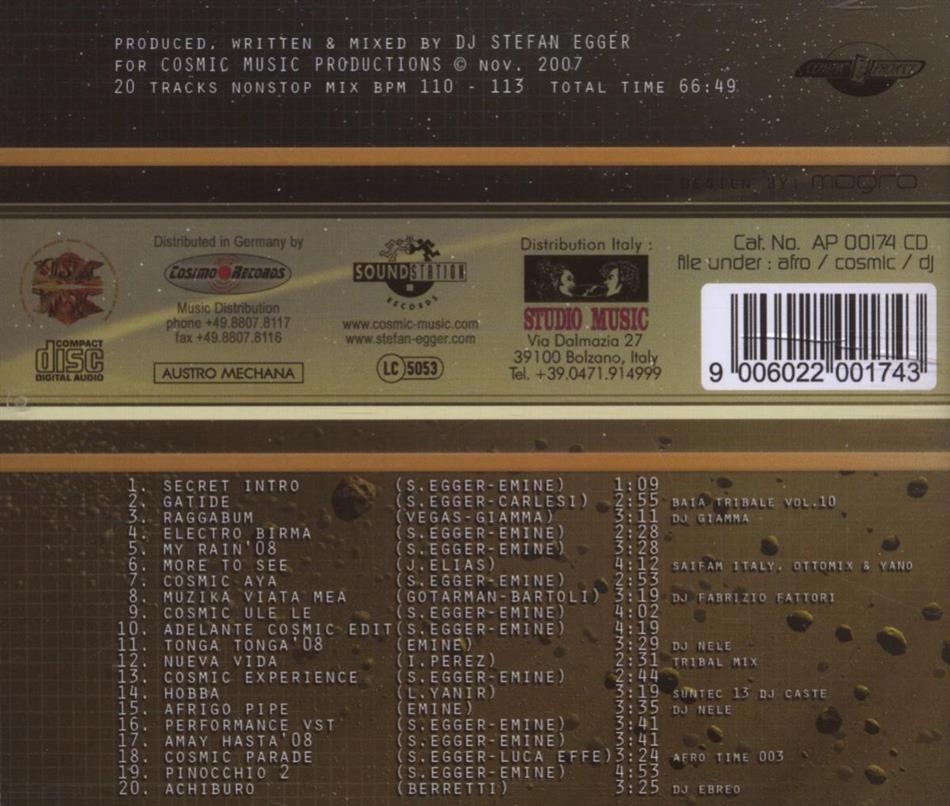 PRODUCED, WRITTEN & MIXED BY DJ STEFAN EGGER
FOR COSMIC MUSIC PRODUCTIONS © NOV. 2007
20 TRACKS NONSTOP MIX BPM 110 - 113 TOTAL TIME 66:49
DESIGN BY: mogro
Distributed in Germany by
COSIMO RECORDS
Music Distribution
phone +49.8807.8117
fax +49.8807.8116
AUSTRO MECHANA
COMPACT
disc
DIGITAL AUDIO
SOUNDSTATION
RECORDS
www.cosmic-music.com
www.stefan-egger.com
LC 5053
Distribution Italy :
STUDIO MUSIC
Via Dalmazia 27
39100 Bolzano, Italy
Tel. +39.0471.914999
Cat. No. AP 00174 CD
file under : afro / cosmic / dj
9 006022 001743
1. SECRET INTRO (S.EGGER-EMINE) 1:09
2. GATIDE (S.EGGER-CARLESI) 2:55 BAIA TRIBALE VOL.10
3. RAGGABUM (VEGAS-GIAMMA) 3:11 DJ GIAMMA
4. ELECTRO BIRMA (S.EGGER-EMINE) 2:28
5. MY RAIN'08 (S.EGGER-EMINE) 3:28
6. MORE TO SEE (J.ELIAS) 4:12 SAIFAM ITALY, OTTOMIX & YANO
7. COSMIC AYA (S.EGGER-EMINE) 2:53
8. MUZIKA VIATA MEA (GOTARMAN-BARTOLI) 3:19 DJ FABRIZIO FATTORI
9. COSMIC ULE LE (S.EGGER-EMINE) 4:02
10. ADELANTE COSMIC EDIT (S.EGGER-EMINE) 4:19
11. TONGA TONGA'08 (EMINE) 3:29 DJ NELE
12. NUEVA VIDA (I.PEREZ) 2:31 TRIBAL MIX
13. COSMIC EXPERIENCE (S.EGGER-EMINE) 2:44
14. HOBBA (L.YANIR) 3:19 SUNTEC 13 DJ CASTE
15. AFRIGO PIPE (EMINE) 3:35 DJ NELE
16. PERFORMANCE VST (S.EGGER-EMINE) 3:41
17. AMAY HASTA'08 (S.EGGER-EMINE) 3:41
18. COSMIC PARADE (S.EGGER-LUCA EFFE) 3:24 AFRO TIME 003
19. PINOCCHIO 2 (S.EGGER-EMINE) 4:53
20. ACHIBURO (BERRETTI) 3:25 DJ EBREO